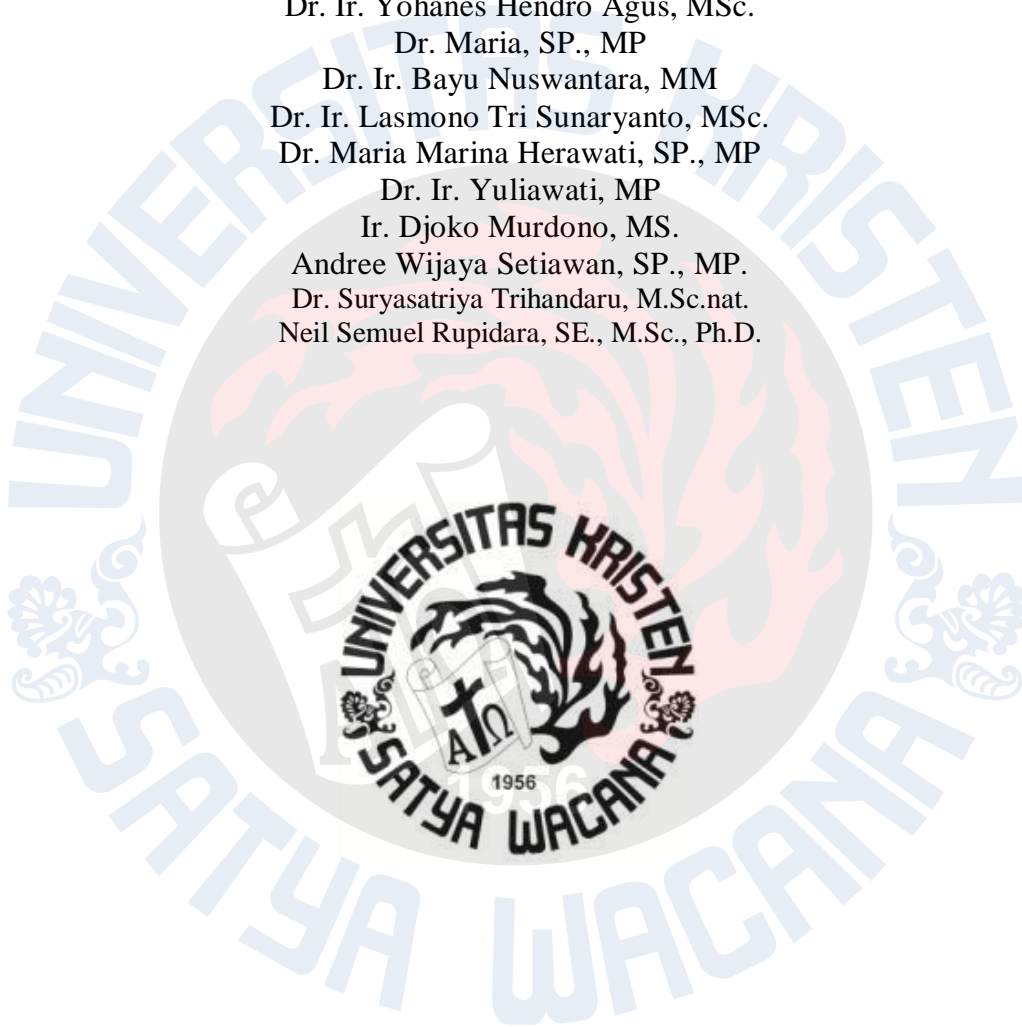 Dr. Ir. Yohanes Hendro Agus, MSc.
Dr. Maria, SP., MP
Dr. Ir. Bayu Nuswantara, MM
Dr. Ir. Lasmono Tri Sunaryanto, MSc.
Dr. Maria Marina Herawati, SP., MP
Dr. Ir. Yuliawati, MP
Ir. Djoko Murdono, MS.
Andree Wijaya Setiawan, SP., MP.
Dr. Suryasatriya Trihandaru, M.Sc.nat.
Neil Semuel Rupidara, SE., M.Sc., Ph.D.
UNIVERSITAS KRISTEN
SATYA WACANA
Α Ω
1956
UNIVERSITAS KRISTEN
SATYA WACANA
1956